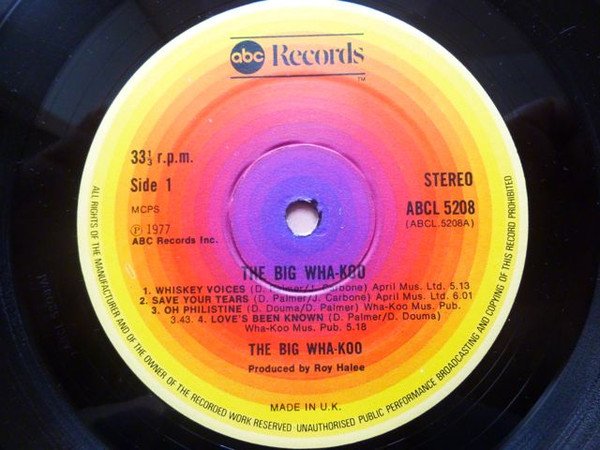 abc Records
TM
33⅓ r.p.m.
Side 1
STEREO
MCPS
ABCL 5208
(ABCL.5208A)
Ⓟ 1977
ABC Records Inc.
THE BIG WHA-KOO
1. WHISKEY VOICES (D. Palmer/J. Carbone) April Mus. Ltd. 5.13
2. SAVE YOUR TEARS (D. Palmer/J. Carbone) April Mus. Ltd. 6.01
3. OH PHILISTINE (D. Douma/D. Palmer) Wha-Koo Mus. Pub.
3.43. 4. LOVE'S BEEN KNOWN (D. Palmer/D. Douma)
Wha-Koo Mus. Pub. 5.18
THE BIG WHA-KOO
Produced by Roy Halee
MADE IN U.K.
ALL RIGHTS OF THE MANUFACTURER AND OF THE OWNER OF THE RECORDED WORK RESERVED UNAUTHORISED PUBLIC PERFORMANCE BROADCASTING AND COPYING OF THIS RECORD PROHIBITED